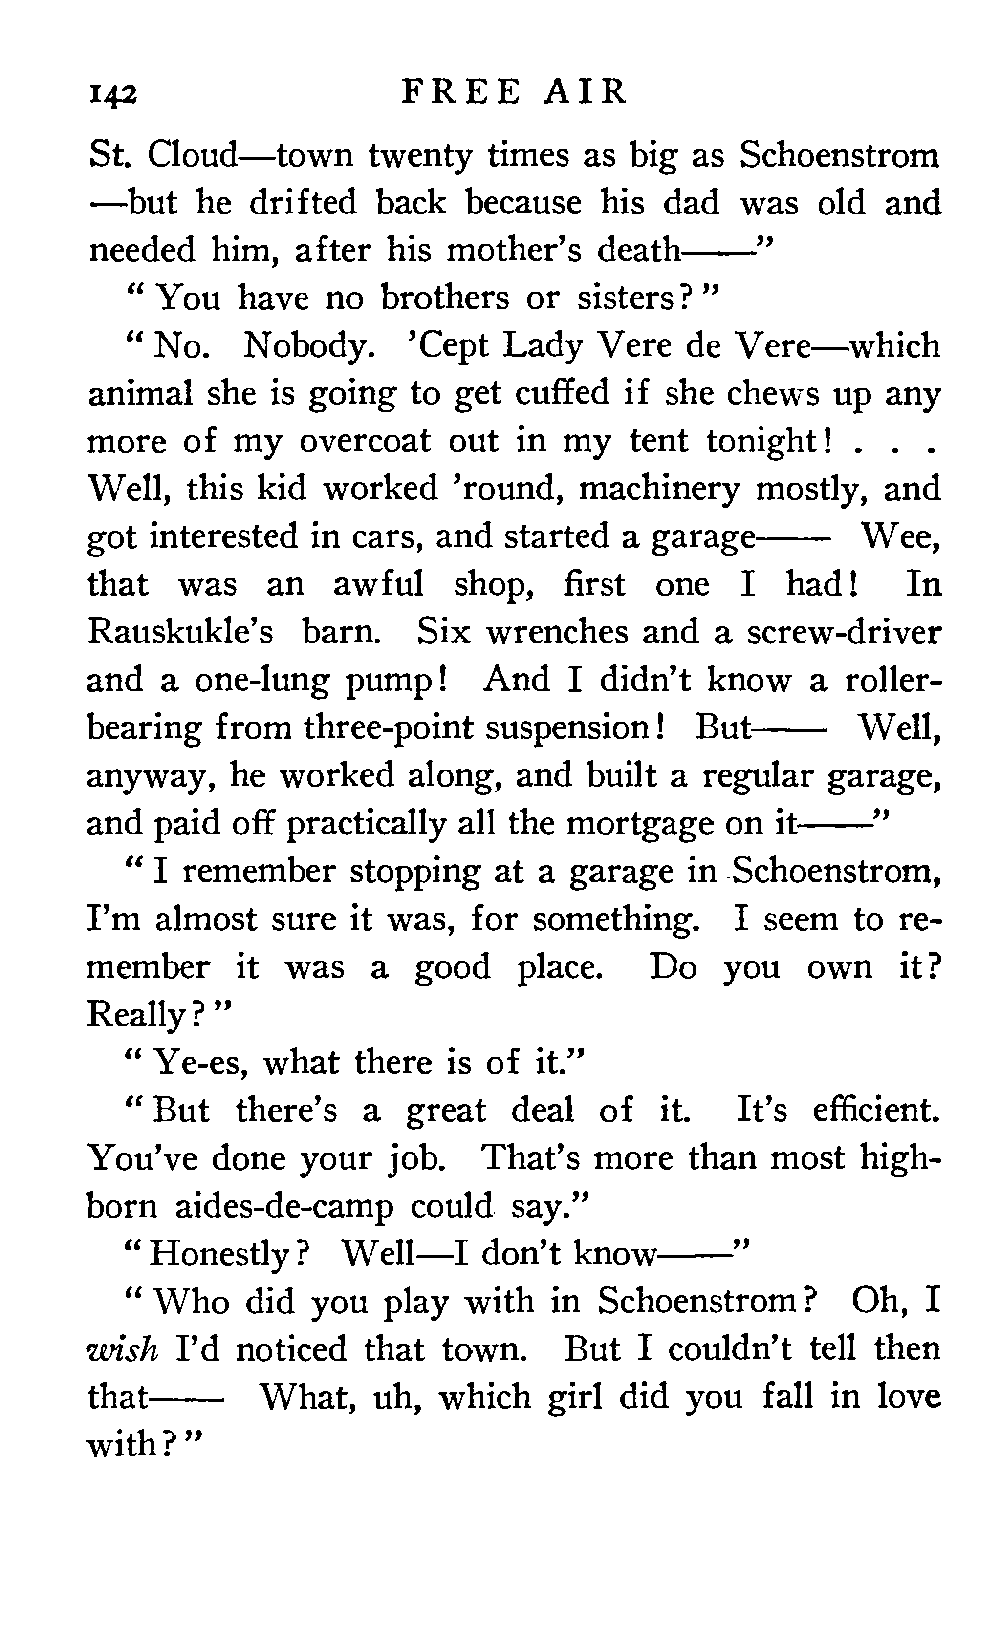 142 FREE AIR
St. Cloud—town twenty times as big as Schoenstrom
—but he drifted back because his dad was old and
needed him, after his mother's death——"
"You have no brothers or sisters?"
"No. Nobody. 'Cept Lady Vere de Vere—which
animal she is going to get cuffed if she chews up any
more of my overcoat out in my tent tonight! . . .
Well, this kid worked 'round, machinery mostly, and
got interested in cars, and started a garage—— Wee,
that was an awful shop, first one I had! In
Rauskukle's barn. Six wrenches and a screw-driver
and a one-lung pump! And I didn't know a roller-
bearing from three-point suspension! But—— Well,
anyway, he worked along, and built a regular garage,
and paid off practically all the mortgage on it——"
"I remember stopping at a garage in Schoenstrom,
I'm almost sure it was, for something. I seem to re-
member it was a good place. Do you own it?
Really?"
"Ye-es, what there is of it."
"But there's a great deal of it. It's efficient.
You've done your job. That's more than most high-
born aides-de-camp could say."
"Honestly? Well—I don't know——"
"Who did you play with in Schoenstrom? Oh, I
wish I'd noticed that town. But I couldn't tell then
that—— What, uh, which girl did you fall in love
with?"